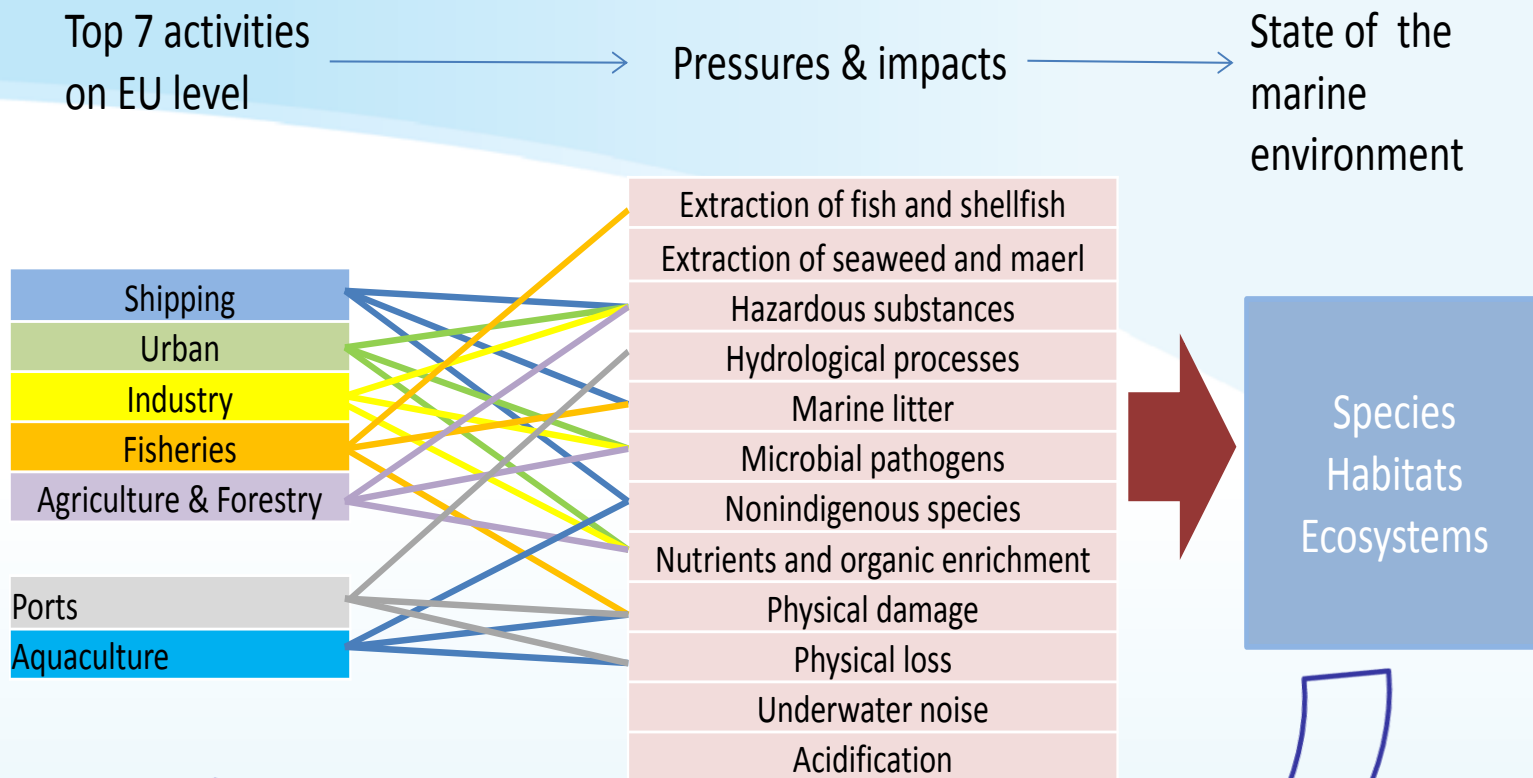 Top 7 activities
on EU level
Pressures & impacts
State of the
marine
environment
Shipping
Urban
Industry
Fisheries
Agriculture & Forestry
Ports
Aquaculture
Extraction of fish and shellfish
Extraction of seaweed and maerl
Hazardous substances
Hydrological processes
Marine litter
Microbial pathogens
Nonindigenous species
Nutrients and organic enrichment
Physical damage
Physical loss
Underwater noise
Acidification
Species
Habitats
Ecosystems